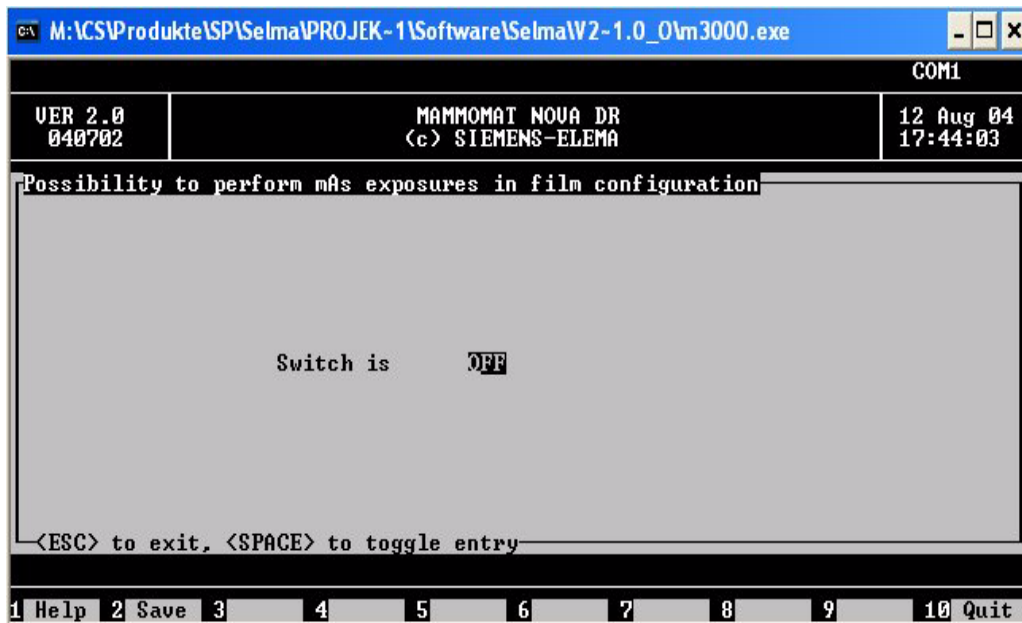 M:\CS\Produkte\SP\Selma\PROJEK~1\Software\Selma\V2~1.0_O\m3000.exe
COM1
VER 2.0 MAMMOMAT NOVA DR 12 Aug 04
040702 (c) SIEMENS-ELEMA 17:44:03
Possibility to perform mAs exposures in film configuration
Switch is OFF
<ESC> to exit, <SPACE> to toggle entry
1 Help 2 Save 3 4 5 6 7 8 9 10 Quit